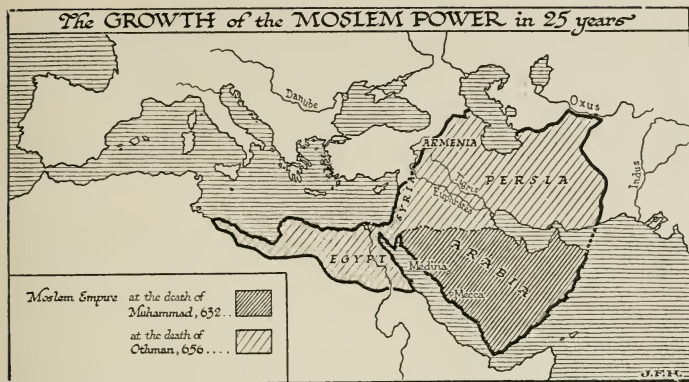 The GROWTH of the MOSLEM POWER in 25 years
Danube
Oxus
ARMENIA
Tigris
PERSIA
Indus
SYRIA
Euphrates
EGYPT
ARABIA
Medina
Mecca
Moslem Empire at the death of
Muhammad, 632..
at the death of
Othman, 656....
J.F.H.